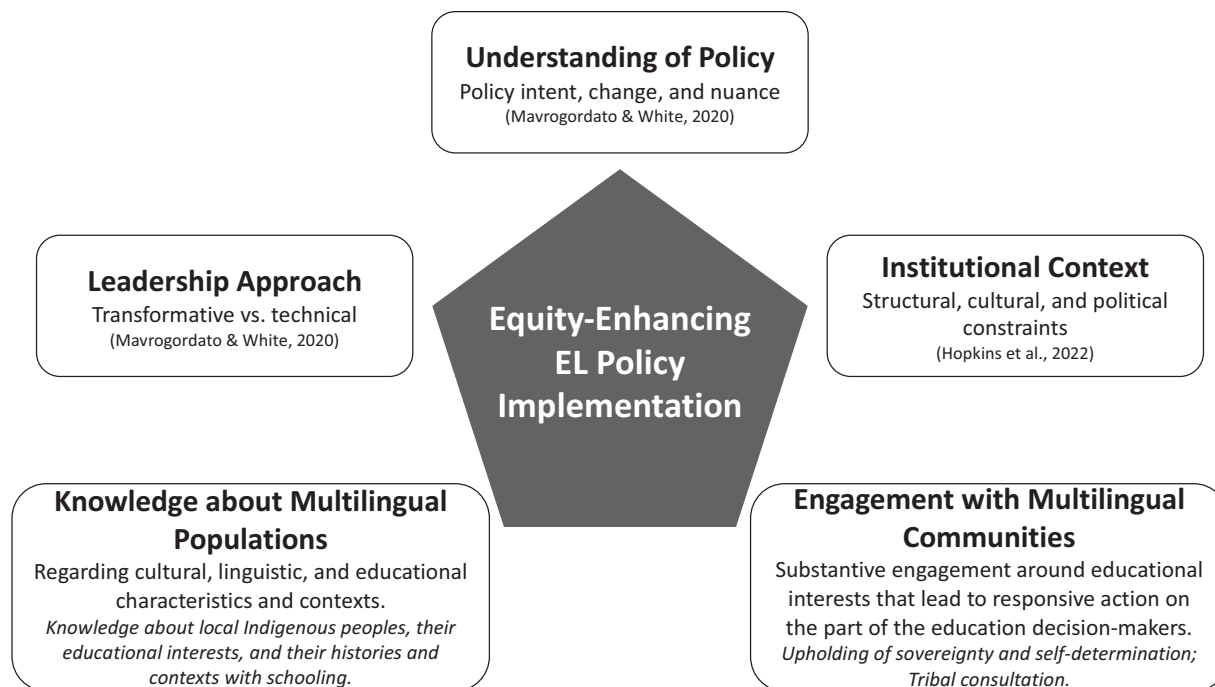 Understanding of Policy
Policy intent, change, and nuance
(Mavrogordato & White, 2020)
Leadership Approach
Transformative vs. technical
(Mavrogordato & White, 2020)
Equity-Enhancing
EL Policy
Implementation
Institutional Context
Structural, cultural, and political
constraints
(Hopkins et al., 2022)
Knowledge about Multilingual
Populations
Regarding cultural, linguistic, and educational
characteristics and contexts.
Knowledge about local Indigenous peoples, their
educational interests, and their histories and
contexts with schooling.
Engagement with Multilingual
Communities
Substantive engagement around educational
interests that lead to responsive action on
the part of the education decision-makers.
Upholding of sovereignty and self-determination;
Tribal consultation.